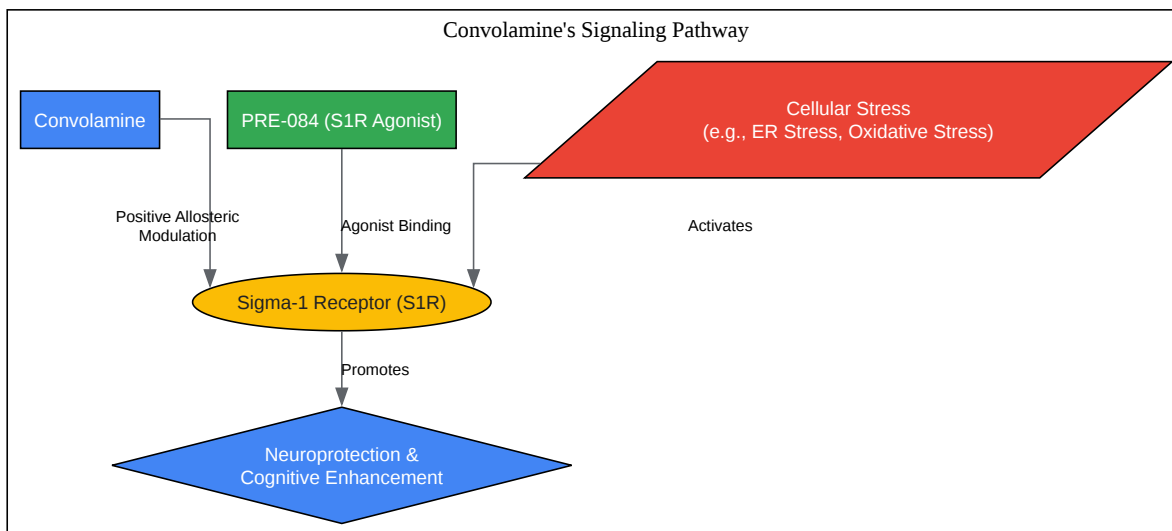 Convolamine's Signaling Pathway
Convolamine
PRE-084 (S1R Agonist)
Cellular Stress
(e.g., ER Stress, Oxidative Stress)
Positive Allosteric
Modulation
Agonist Binding
Activates
Sigma-1 Receptor (S1R)
Promotes
Neuroprotection &
Cognitive Enhancement